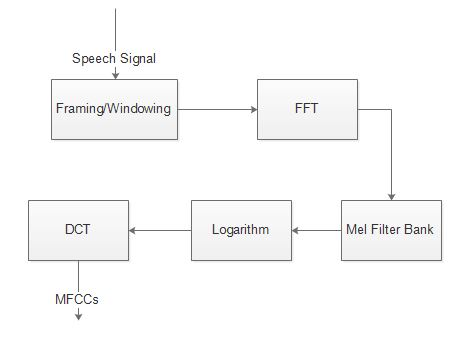 Speech Signal
Framing/Windowing
FFT
Mel Filter Bank
Logarithm
DCT
MFCCs